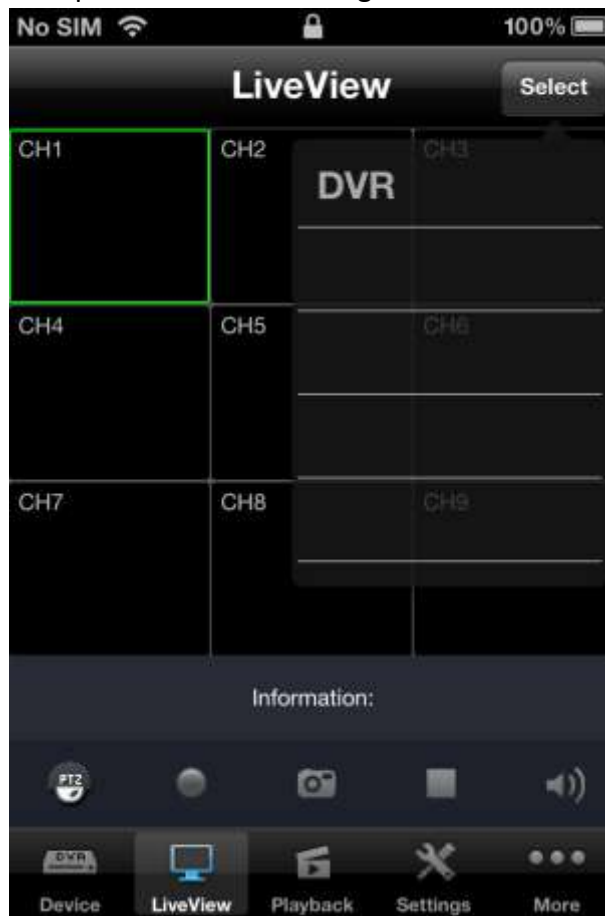 No SIM 100%
LiveView Select
CH1 CH2 CH3
DVR
CH4 CH5 CH6
CH7 CH8 CH9
Information:
PTZ
DVR
Device LiveView Playback Settings More